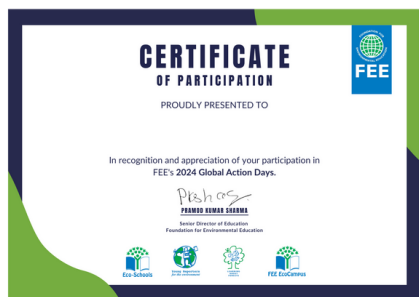 CERTIFICATE
OF PARTICIPATION
FOUNDATION FOR
FEE
PROUDLY PRESENTED TO
In recognition and appreciation of your participation in
FEE's 2024 Global Action Days.
PRAMOD KUMAR SHARMA
Senior Director of Education
Foundation for Environmental Education
Eco-Schools
Young Reporters
for the Environment
FEE EcoCampus